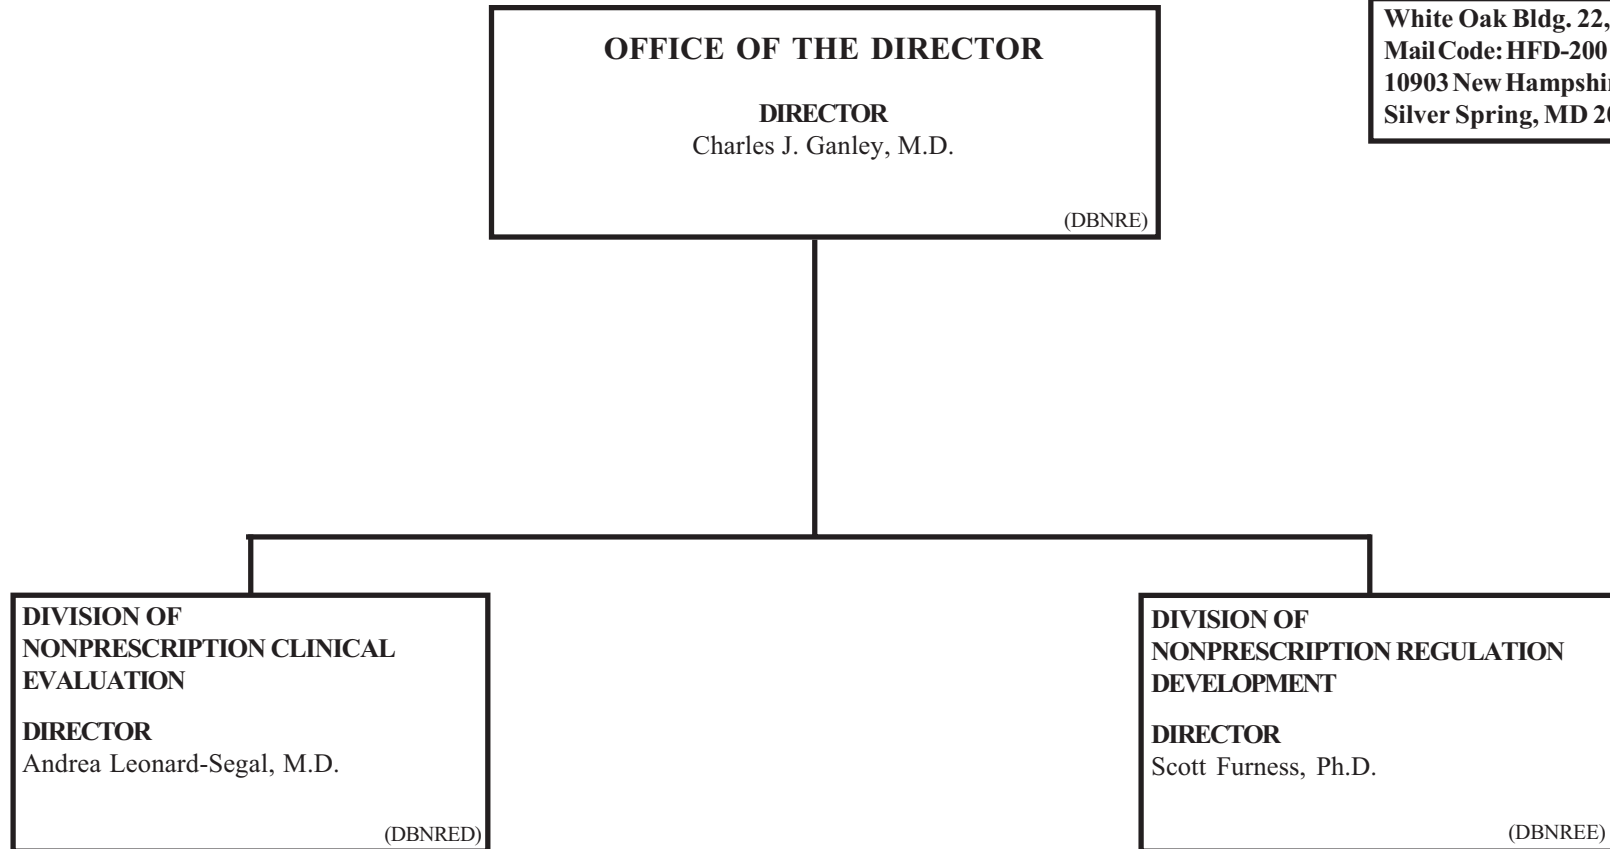 OFFICE OF THE DIRECTOR
DIRECTOR
Charles J. Ganley, M.D.
(DBNRE)
White Oak Bldg. 22,
Mail Code: HFD-200
10903 New Hampshir
Silver Spring, MD 20
DIVISION OF
NONPRESCRIPTION CLINICAL
EVALUATION
DIRECTOR
Andrea Leonard-Segal, M.D.
(DBNRED)
DIVISION OF
NONPRESCRIPTION REGULATION
DEVELOPMENT
DIRECTOR
Scott Furness, Ph.D.
(DBNREE)